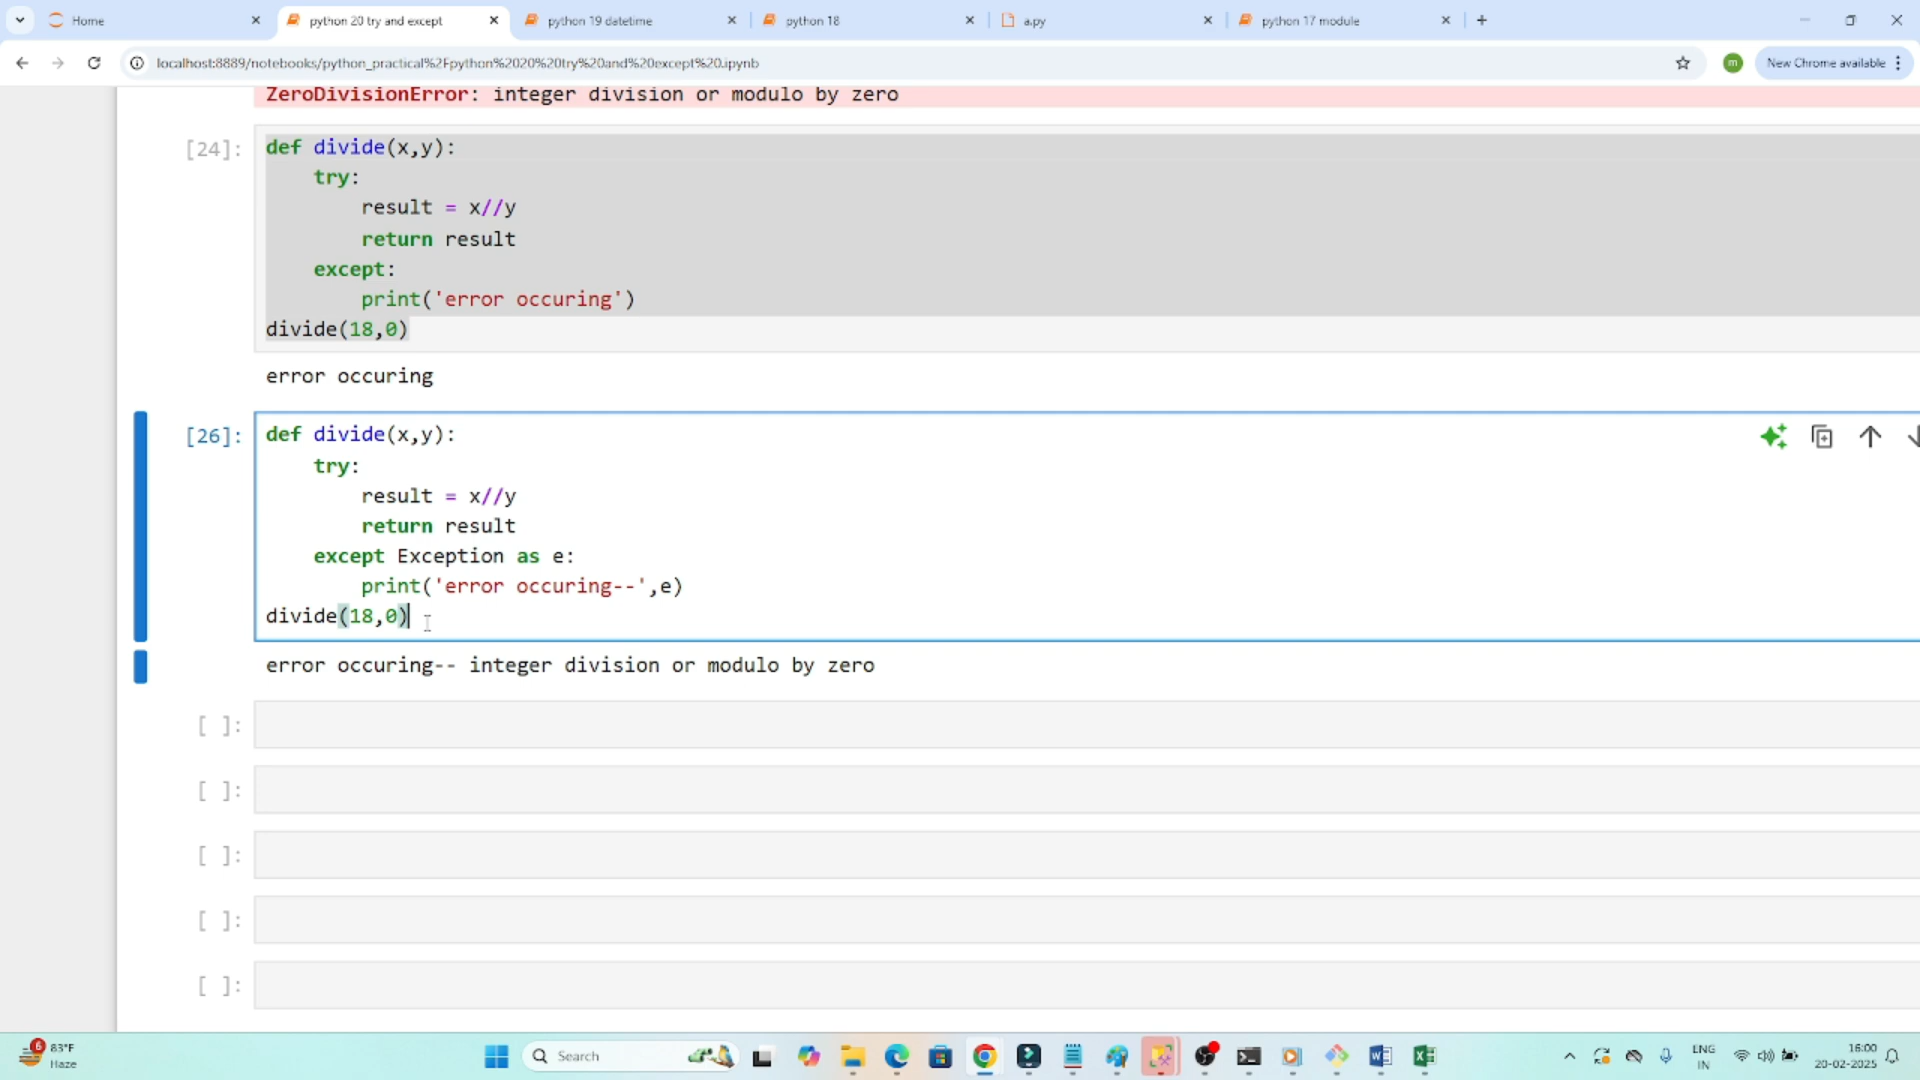 Home
python 20 try and except
python 19 datetime
python 18
a.py
python 17 module
localhost:8889/notebooks/python_practical%2Fpython%2020%20try%20and%20except%20.ipynb
m
New Chrome available
ZeroDivisionError: integer division or modulo by zero
[24]:
def divide(x,y):
    try:
        result = x//y
        return result
    except:
        print('error occuring')
divide(18,0)
error occuring
[26]:
def divide(x,y):
    try:
        result = x//y
        return result
    except Exception as e:
        print('error occuring--',e)
divide(18,0)
error occuring-- integer division or modulo by zero
[ ]:
[ ]:
[ ]:
[ ]:
[ ]:
6
83°F
Haze
Search
ENG
IN
16:00
20-02-2025